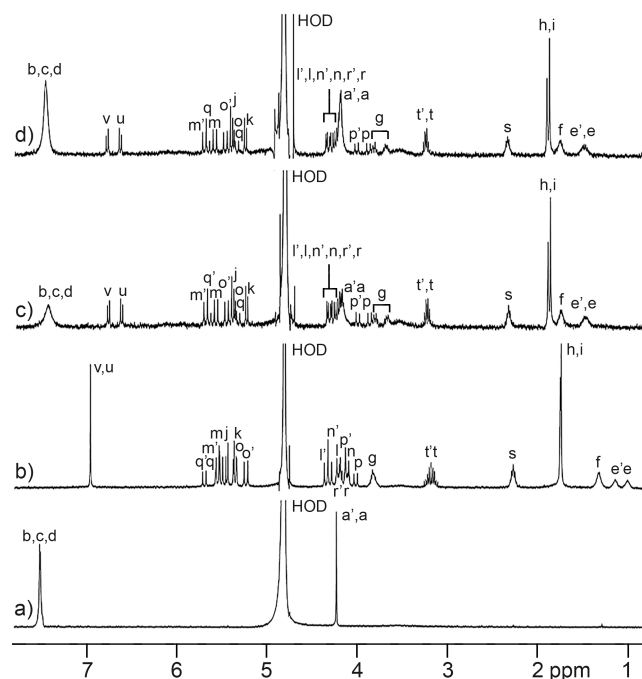 HOD
h,i
b,c,d
l’,l,n’,n,r’,r
a’,a
v u
m’ q m o’ j o k
p’p g
t’,t
s
f
e’,e
d)
HOD
h,i
b,c,d
l’,l,n’,n,r’,r
a’a
v u
m’ q’ m o’ j o q k
p’p g
t’,t
s
f
e’,e
c)
HOD
h,i
v,u
q’ m’ q m j k o o’
l’ n’ r’ r p’ n p
g
t’t
s
f
e’e
b)
HOD
a’,a
b,c,d
a)
7 6 5 4 3 2 ppm 1